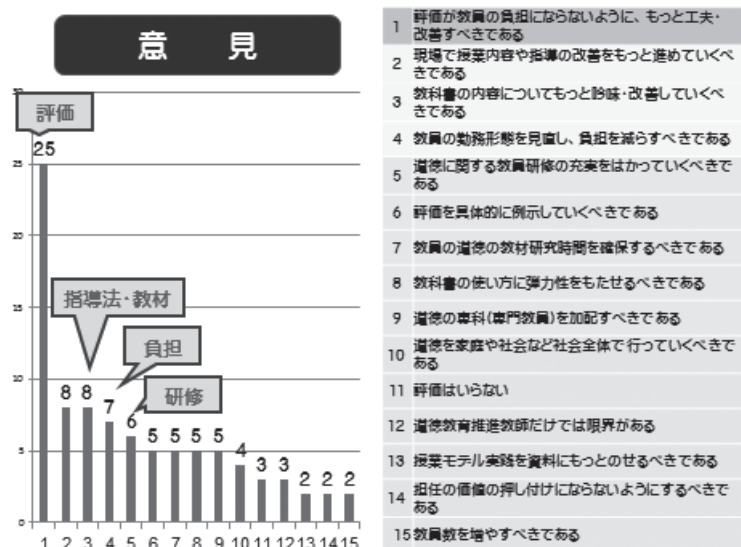 意 見
30
評価
25
25
20
指導法・教材
15
負担
10
研修
8 8 7 6 5 5 5 5 4 3 3 2 2 2
5
0
1 2 3 4 5 6 7 8 9 10 11 12 13 14 15
1 評価が教員の負担にならないように、もっと工夫・
改善すべきである
2 現場で授業内容や指導の改善をもっと進めていくべ
きである
3 教科書の内容についてもっと吟味・改善していくべ
きである
4 教員の勤務形態を見直し、負担を減らすべきである
5 道徳に関する教員研修の充実をはかっていくべきで
ある
6 評価を具体的に例示していくべきである
7 教員の道徳の教材研究時間を確保するべきである
8 教科書の使い方に弾力性をもたせるべきである
9 道徳の専科(専門教員)を加配すべきである
10 道徳を家庭や社会など社会全体で行っていくべきで
ある
11 評価はいらない
12 道徳教育推進教師だけでは限界がある
13 授業モデル実践を資料にもっとのせるべきである
14 担任の価値の押し付けにならないようにするべきで
ある
15 教員数を増やすべきである